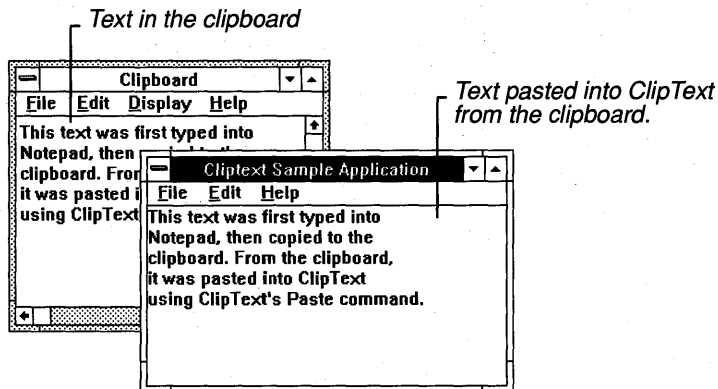 Text in the clipboard
Clipboard
File Edit Display Help
This text was first typed into
Notepad, then
clipboard. From
it was pasted i
using ClipText
Text pasted into ClipText
from the clipboard.
Cliptext Sample Application
File Edit Help
This text was first typed into
Notepad, then copied to the
clipboard. From the clipboard,
it was pasted into ClipText
using ClipText's Paste command.